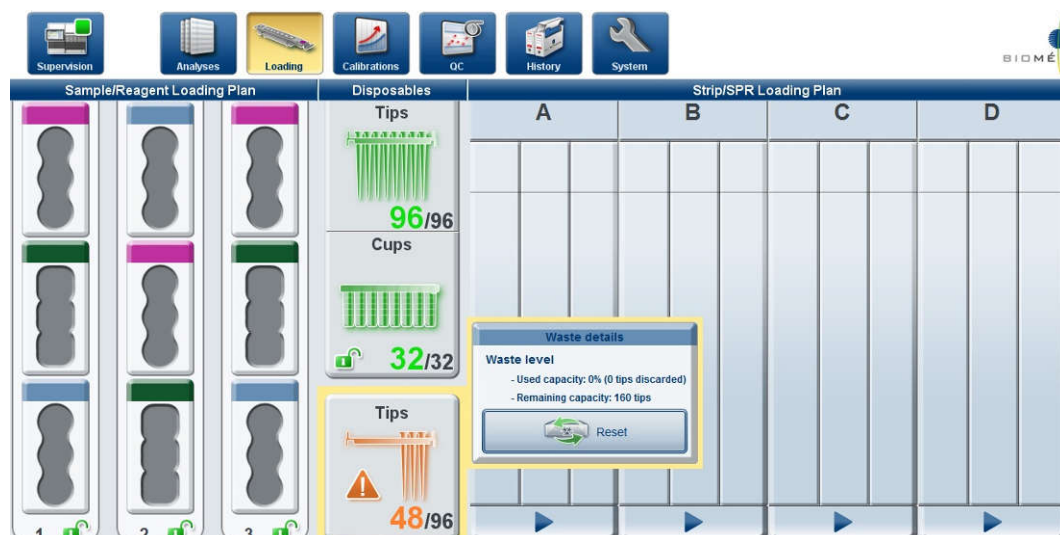 Supervision
Analyses
Loading
Calibrations
QC
History
System
BIOMÉ
Sample/Reagent Loading Plan
Disposables
Strip/SPR Loading Plan
Tips
96/96
Cups
32/32
Tips
48/96
A
B
C
D
Waste details
Waste level
- Used capacity: 0% (0 tips discarded)
- Remaining capacity: 160 tips
Reset
1
2
3